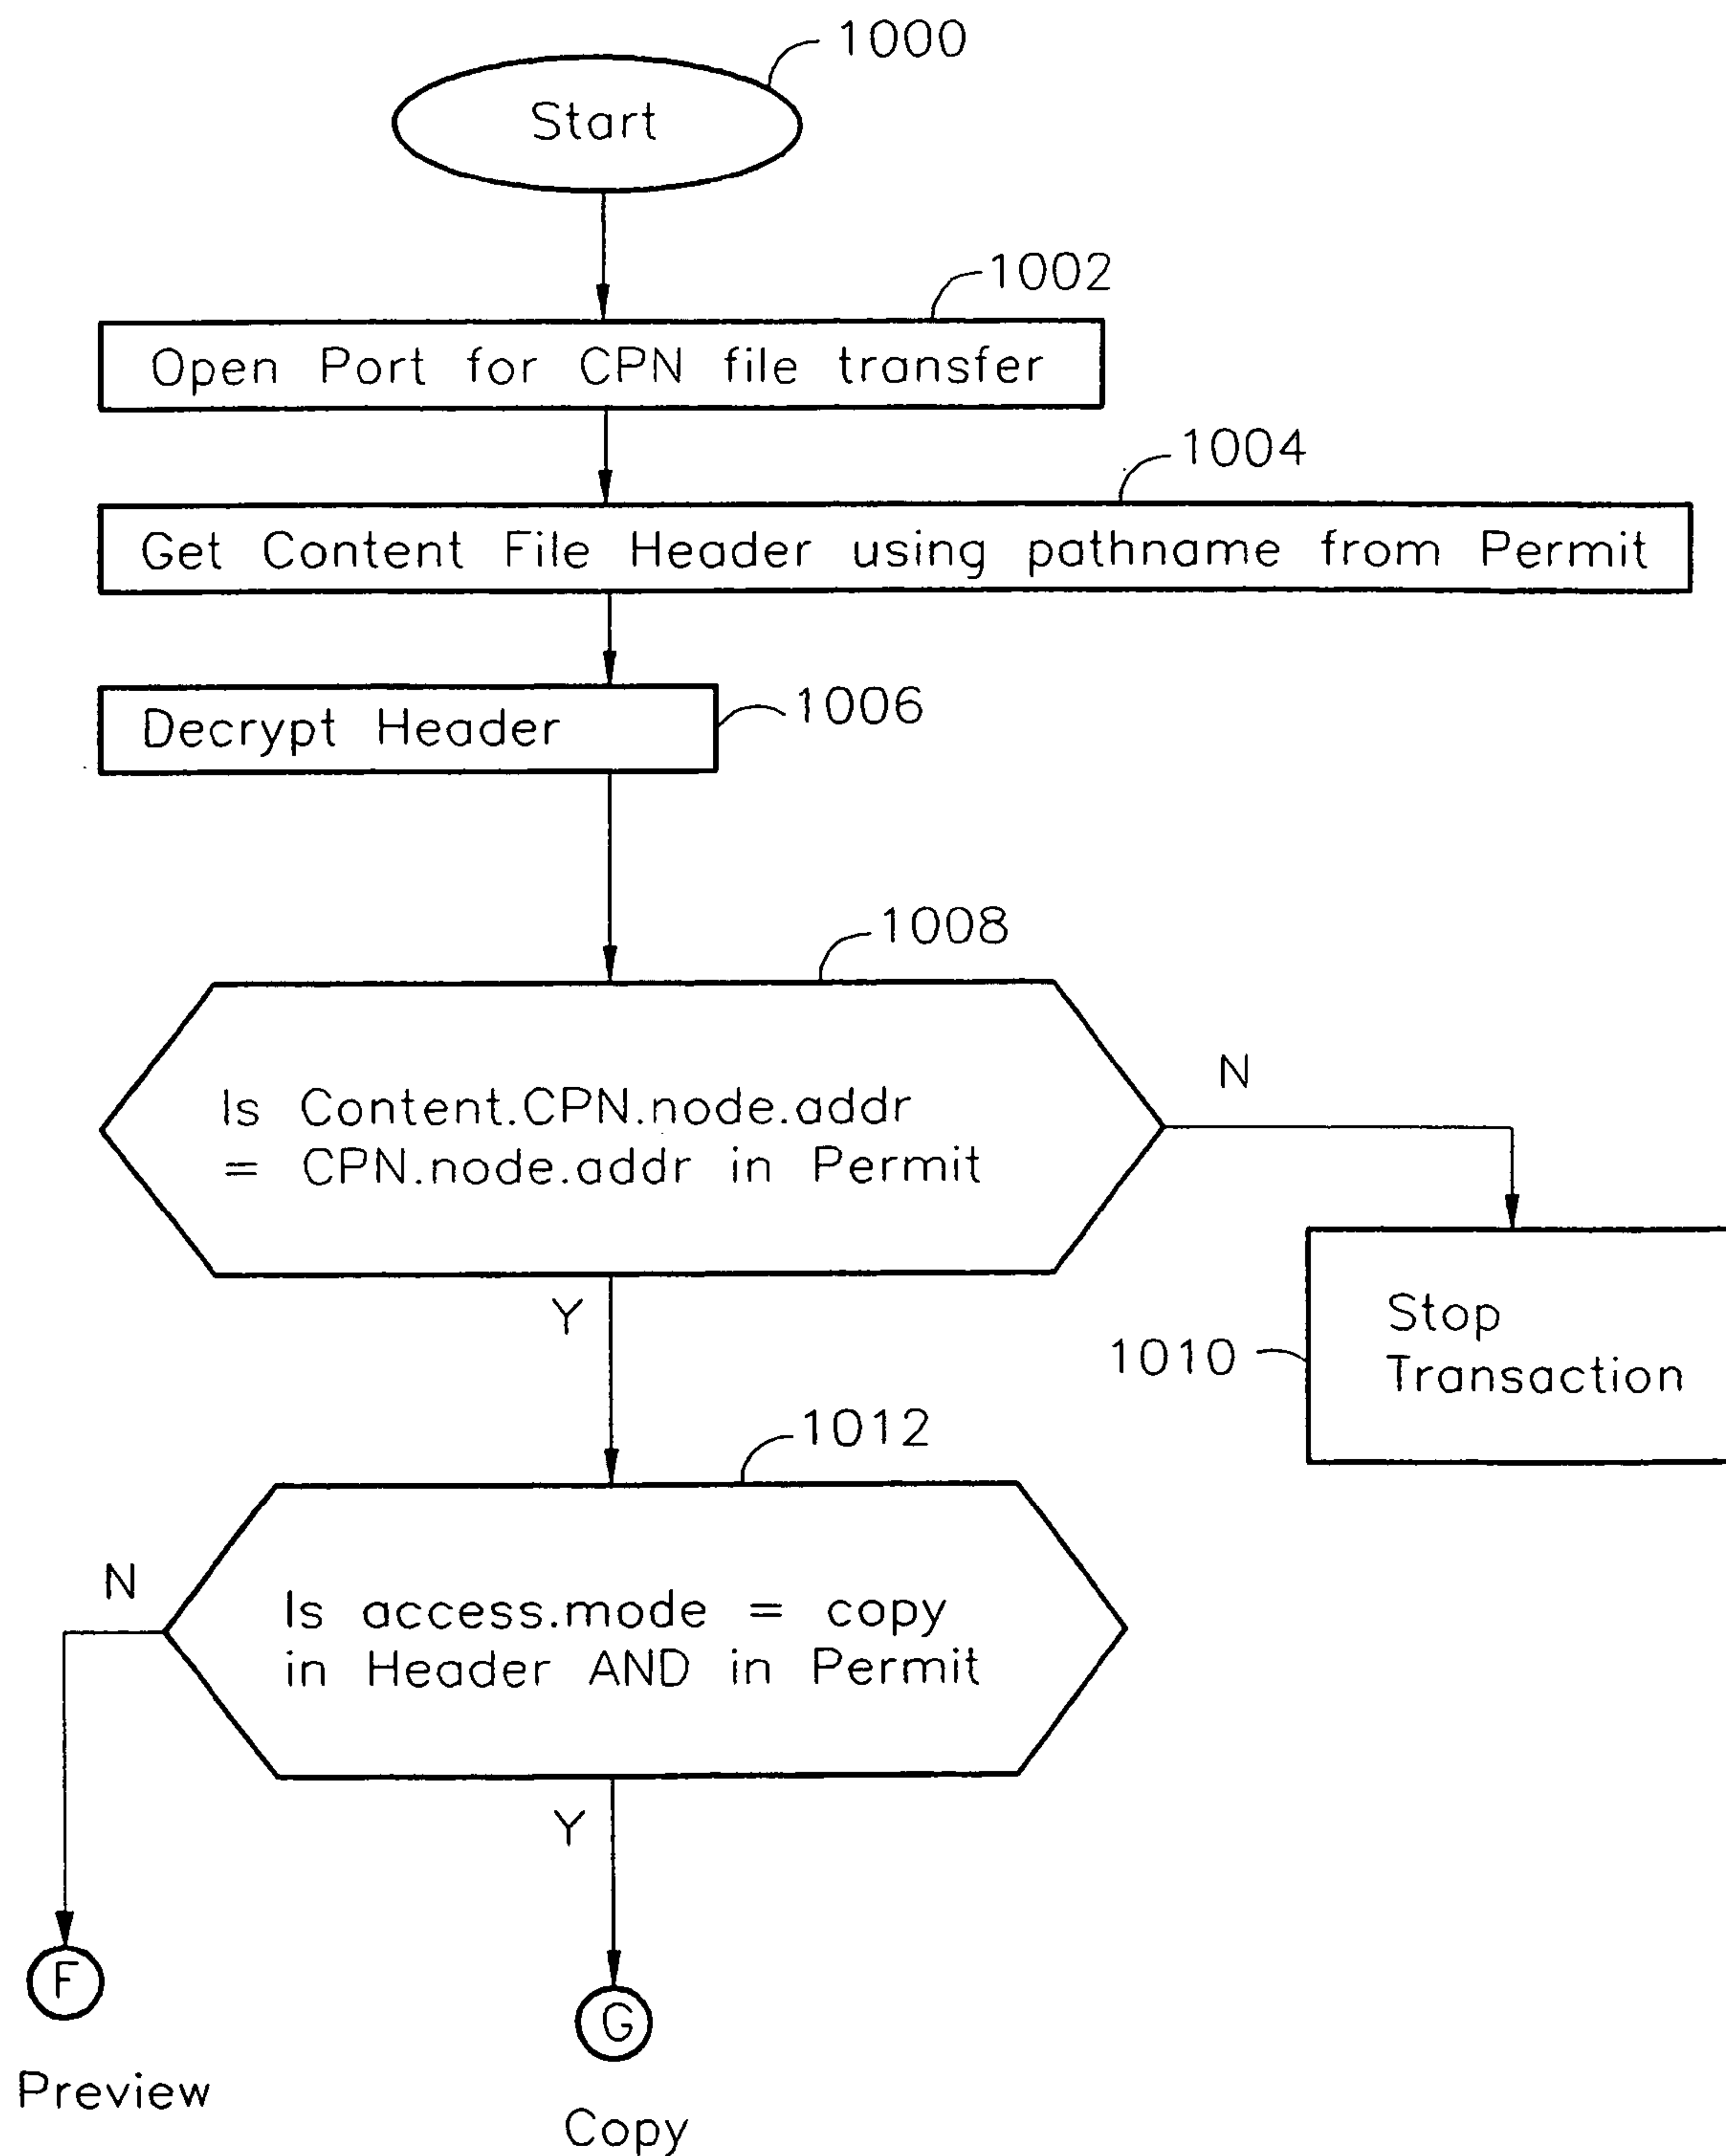 1000
Start
1002
Open Port for CPN file transfer
1004
Get Content File Header using pathname from Permit
Decrypt Header
1006
1008
Is Content.CPN.node.addr
= CPN.node.addr in Permit
N
Y
1010
Stop
Transaction
1012
Is access.mode = copy
in Header AND in Permit
N
Y
F
Preview
G
Copy